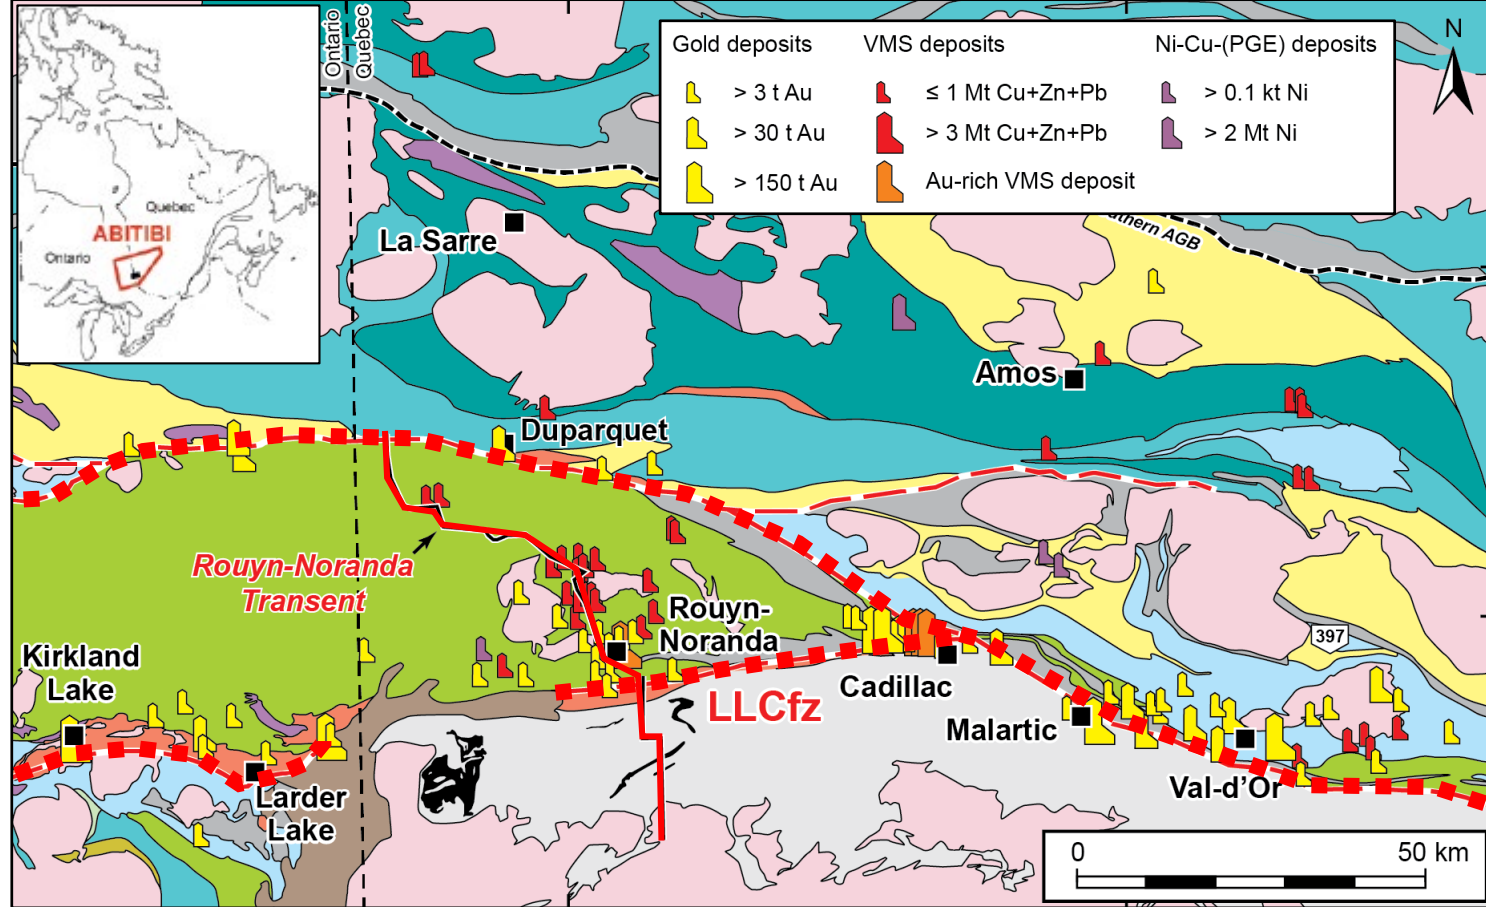 Ontario
Quebec
Gold deposits
> 3 t Au
> 30 t Au
> 150 t Au
VMS deposits
≤ 1 Mt Cu+Zn+Pb
> 3 Mt Cu+Zn+Pb
Au-rich VMS deposit
Ni-Cu-(PGE) deposits
> 0.1 kt Ni
> 2 Mt Ni
N
Quebec
ABITIBI
Ontario
La Sarre
AGB
Amos
Duparquet
Rouyn-Noranda
Transent
Rouyn-
Noranda
397
Kirkland
Lake
LLCfz
Cadillac
Malartic
Val-d'Or
Larder
Lake
0 50 km